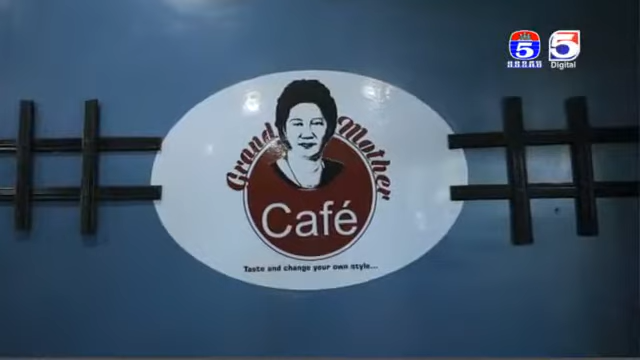 5
5
Digital
Grand Mother
Café
Taste and change your own style...